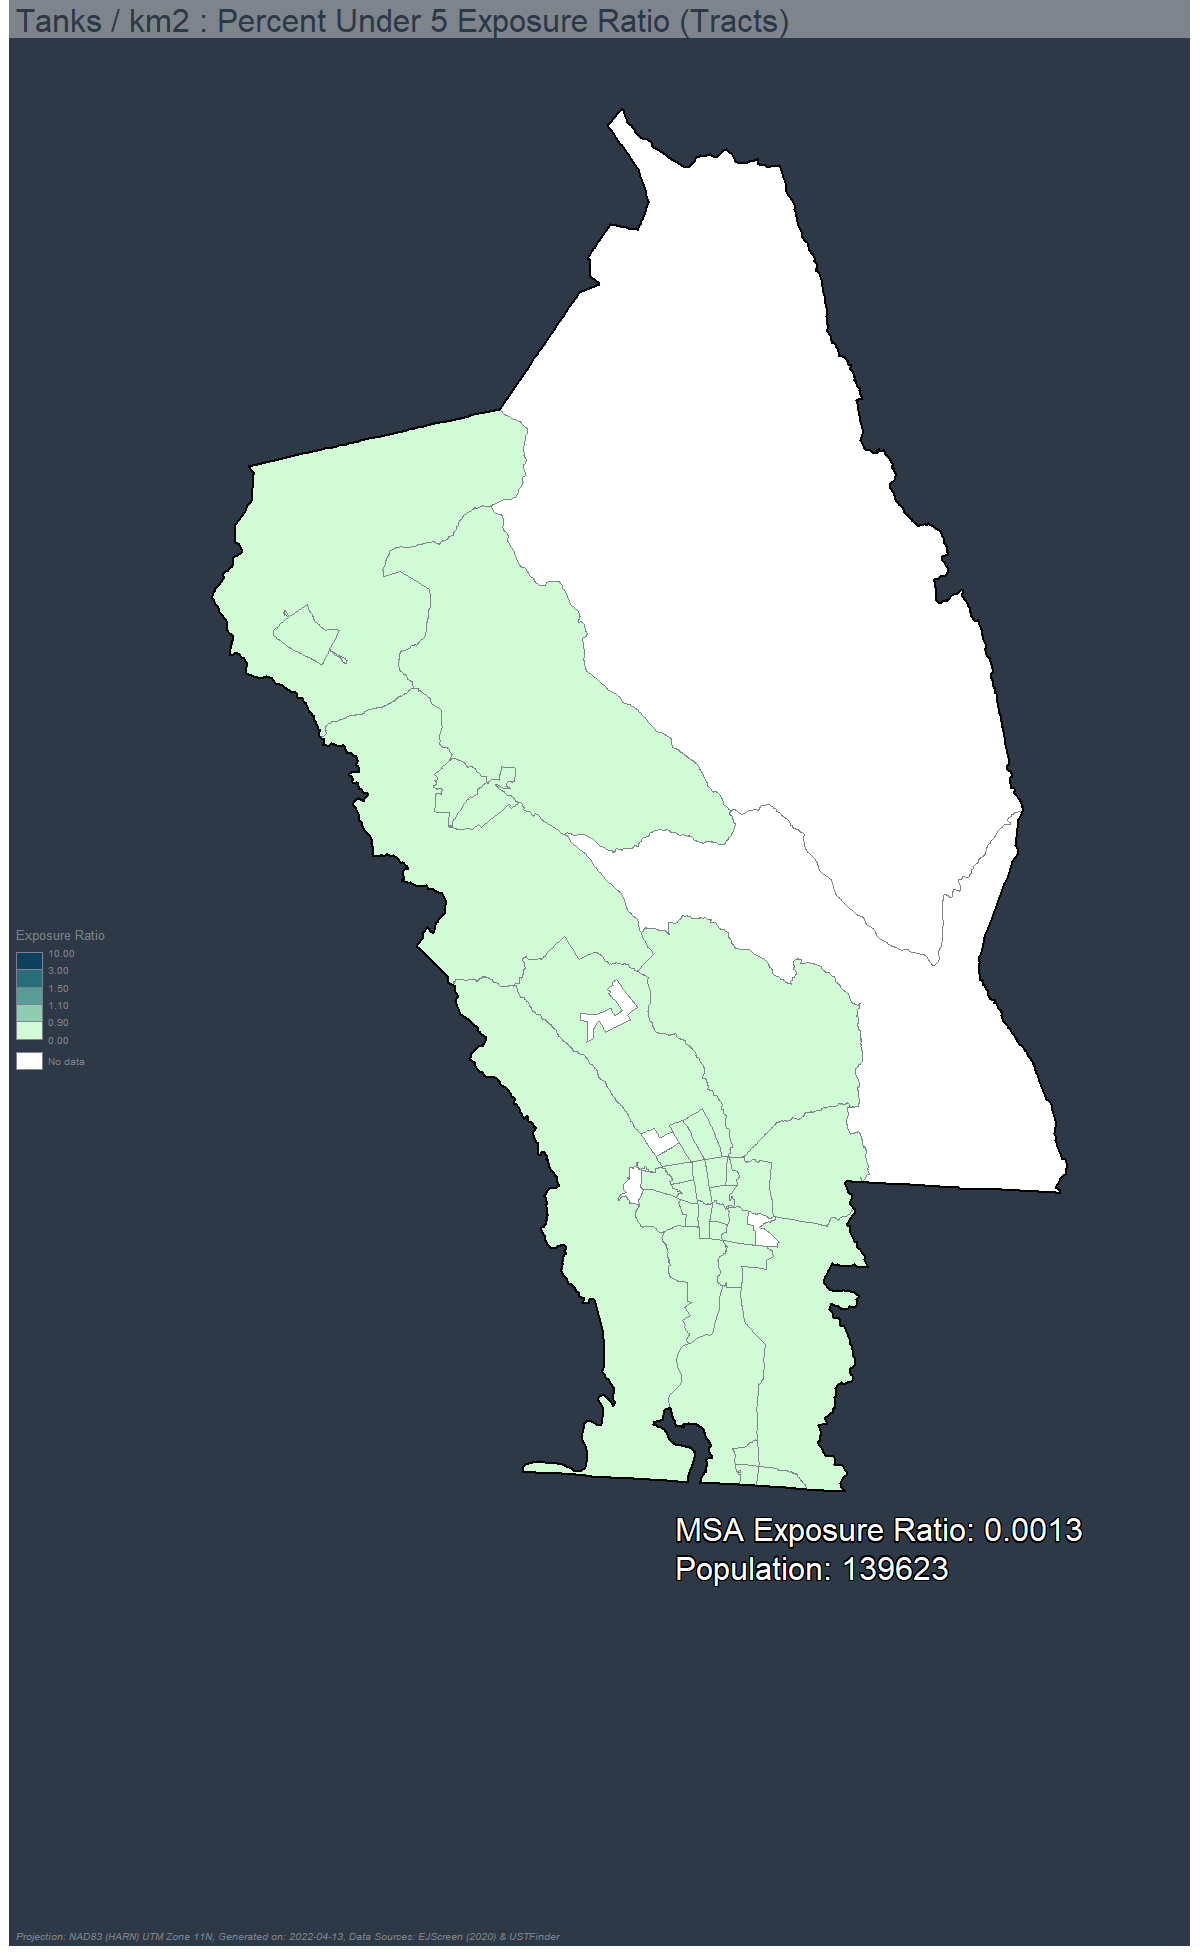 Tanks / km2 : Percent Under 5 Exposure Ratio (Tracts)
Exposure Ratio
10.00
3.00
1.50
1.10
0.90
0.00
No data
MSA Exposure Ratio: 0.0013
Population: 139623
Projection: NAD83 (HARN) UTM Zone 11N, Generated on: 2022-04-13, Data Sources: EJScreen (2020) & USTFinder